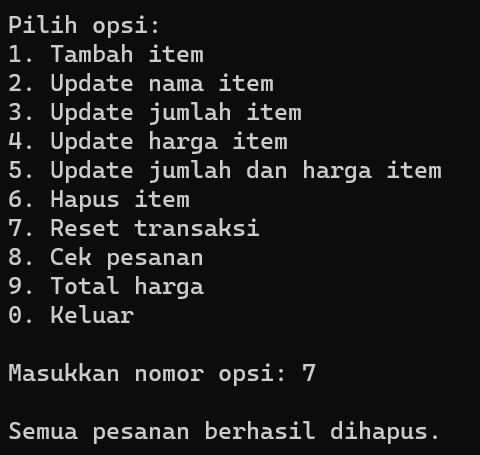 Pilih opsi:
1. Tambah item
2. Update nama item
3. Update jumlah item
4. Update harga item
5. Update jumlah dan harga item
6. Hapus item
7. Reset transaksi
8. Cek pesanan
9. Total harga
0. Keluar
Masukkan nomor opsi: 7
Semua pesanan berhasil dihapus.